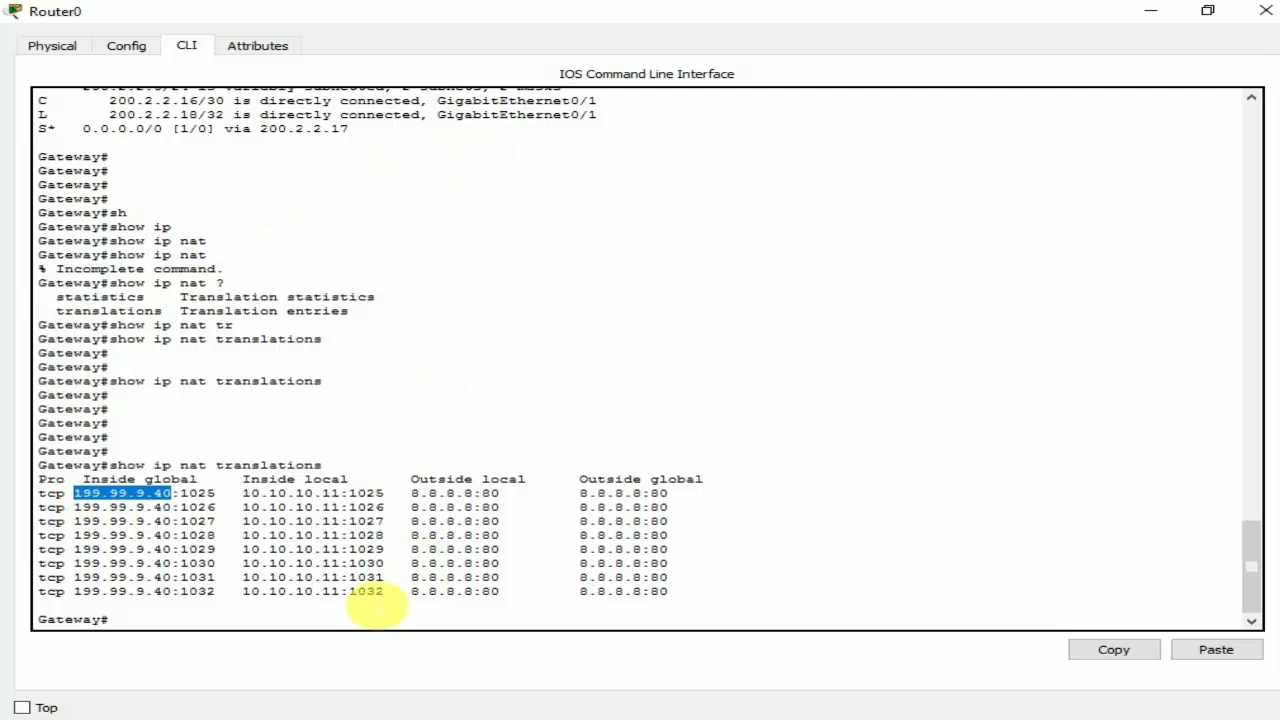 Router0
Physical Config CLI Attributes
IOS Command Line Interface
C 200.2.2.16/30 is directly connected, GigabitEthernet0/1
L 200.2.2.18/32 is directly connected, GigabitEthernet0/1
S* 0.0.0.0/0 [1/0] via 200.2.2.17
Gateway#
Gateway#
Gateway#
Gateway#
Gateway#sh
Gateway#show ip
Gateway#show ip nat
Gateway#show ip nat
% Incomplete command.
Gateway#show ip nat ?
statistics Translation statistics
translations Translation entries
Gateway#show ip nat tr
Gateway#show ip nat translations
Gateway#
Gateway#
Gateway#show ip nat translations
Gateway#
Gateway#
Gateway#
Gateway#
Gateway#
Gateway#show ip nat translations
Pro Inside global Inside local Outside local Outside global
tcp 199.99.9.40:1025 10.10.10.11:1025 8.8.8.8:80 8.8.8.8:80
tcp 199.99.9.40:1026 10.10.10.11:1026 8.8.8.8:80 8.8.8.8:80
tcp 199.99.9.40:1027 10.10.10.11:1027 8.8.8.8:80 8.8.8.8:80
tcp 199.99.9.40:1028 10.10.10.11:1028 8.8.8.8:80 8.8.8.8:80
tcp 199.99.9.40:1029 10.10.10.11:1029 8.8.8.8:80 8.8.8.8:80
tcp 199.99.9.40:1030 10.10.10.11:1030 8.8.8.8:80 8.8.8.8:80
tcp 199.99.9.40:1031 10.10.10.11:1031 8.8.8.8:80 8.8.8.8:80
tcp 199.99.9.40:1032 10.10.10.11:1032 8.8.8.8:80 8.8.8.8:80
Gateway#
Copy Paste
Top